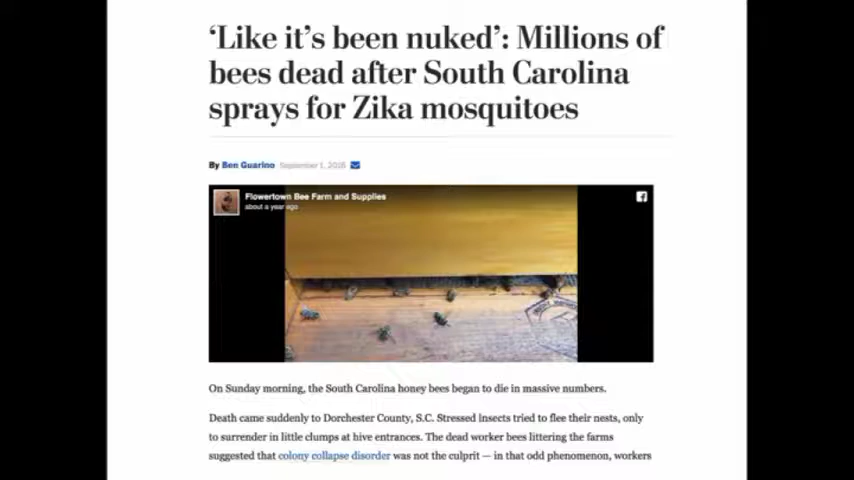 ‘Like it’s been nuked’: Millions of
bees dead after South Carolina
sprays for Zika mosquitoes
By Ben Guarino September 1, 2016
Flowertown Bee Farm and Supplies
about a year ago
On Sunday morning, the South Carolina honey bees began to die in massive numbers.
Death came suddenly to Dorchester County, S.C. Stressed insects tried to flee their nests, only
to surrender in little clumps at hive entrances. The dead worker bees littering the farms
suggested that colony collapse disorder was not the culprit — in that odd phenomenon, workers